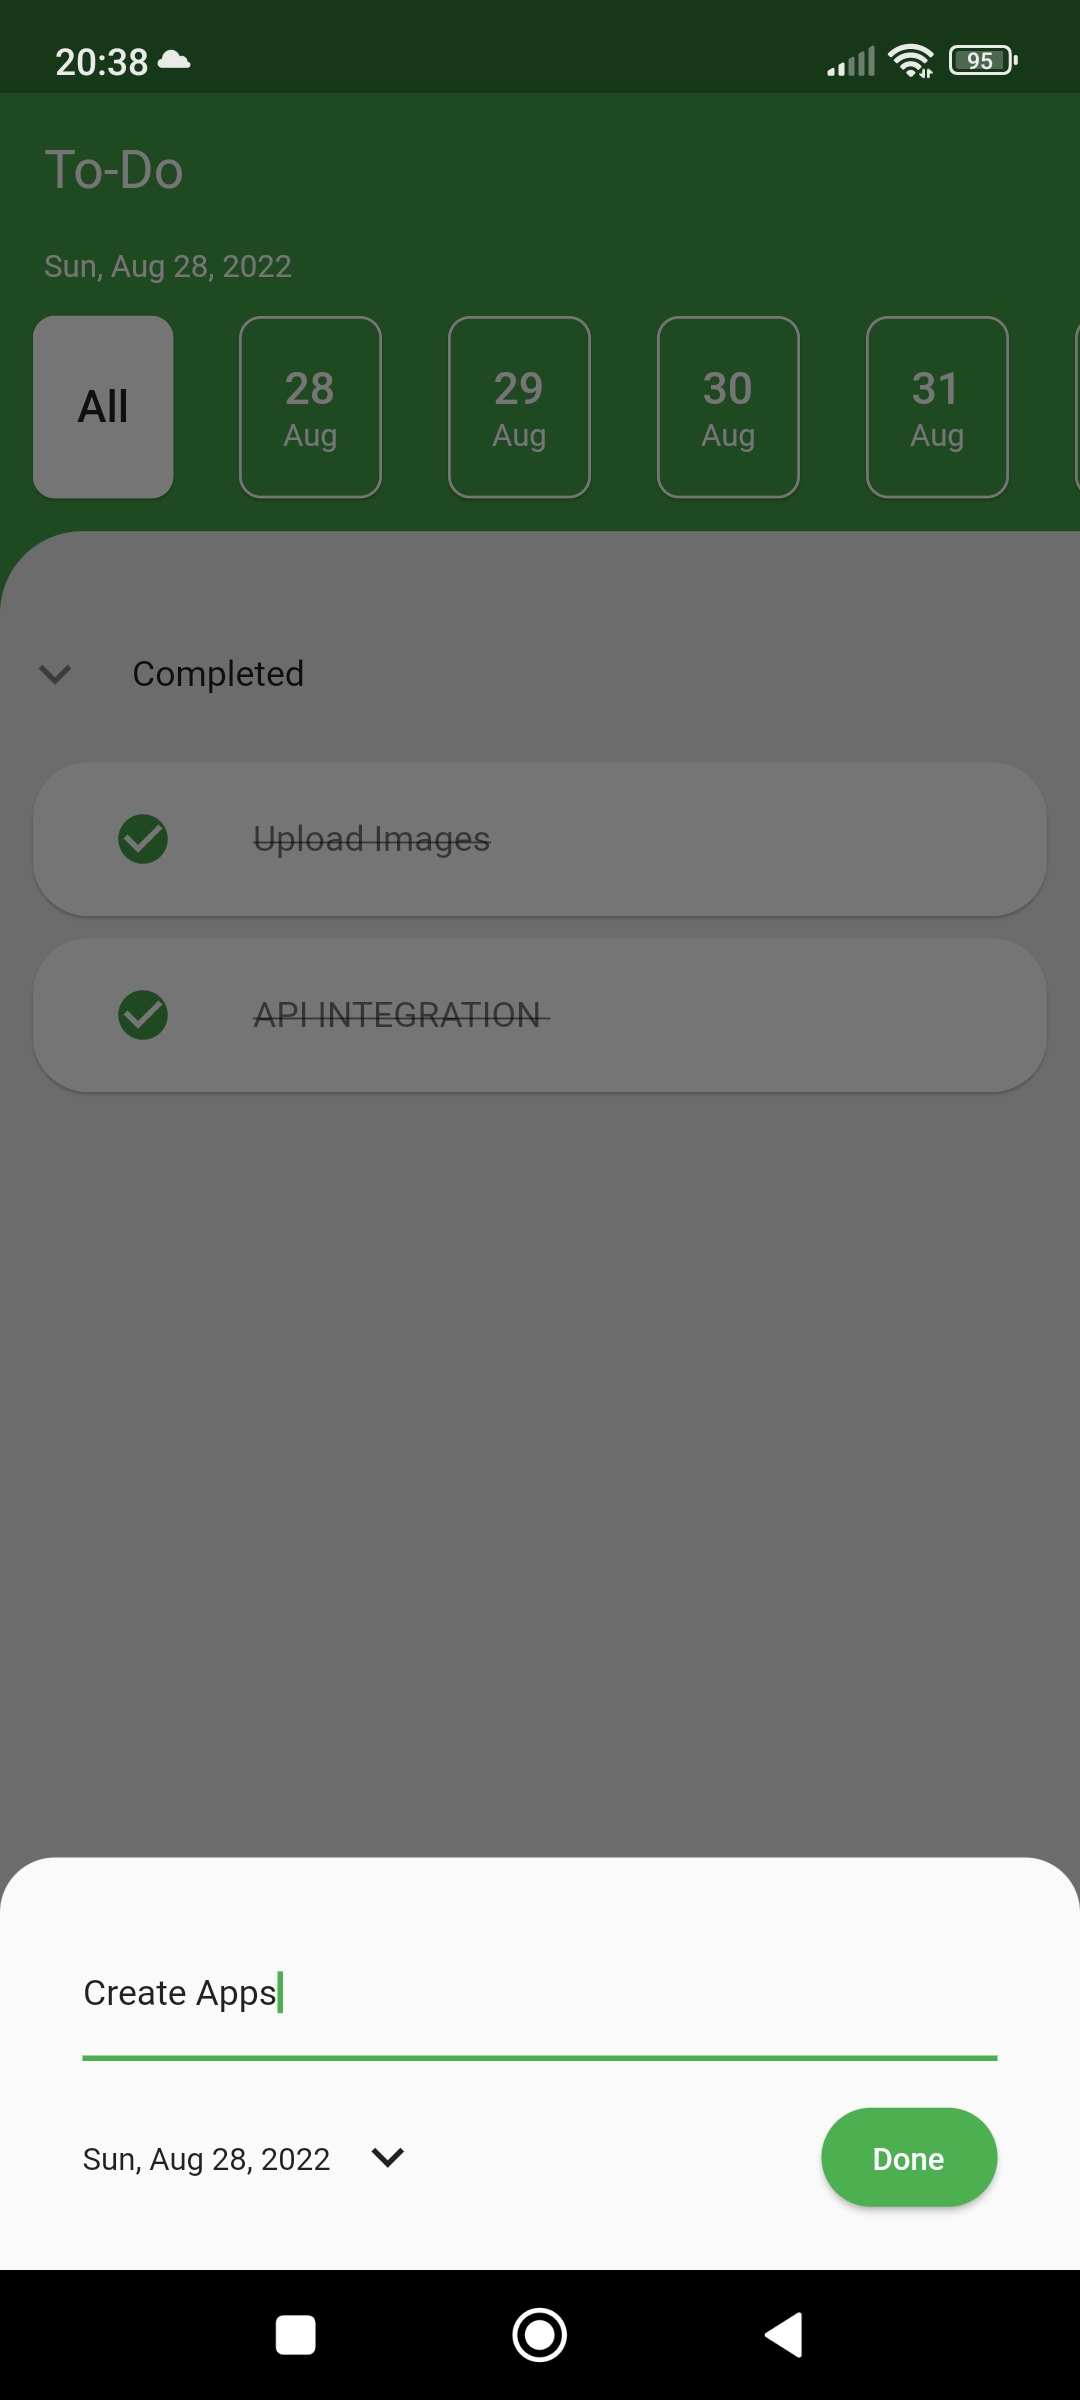 20:38
95
To-Do
Sun, Aug 28, 2022
All
28
Aug
29
Aug
30
Aug
31
Aug
Completed
Upload Images
API INTEGRATION
Create Apps
Sun, Aug 28, 2022
Done